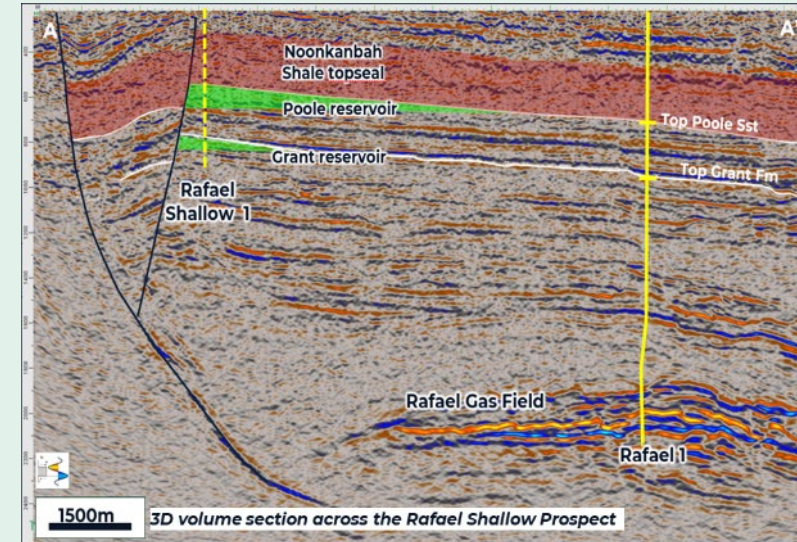 A
A'
Noonkanbah
Shale topseal
Poole reservoir
Top Poole Sst
Grant reservoir
Top Grant Fm
Rafael
Shallow 1
Rafael Gas Field
Rafael 1
1500m
3D volume section across the Rafael Shallow Prospect